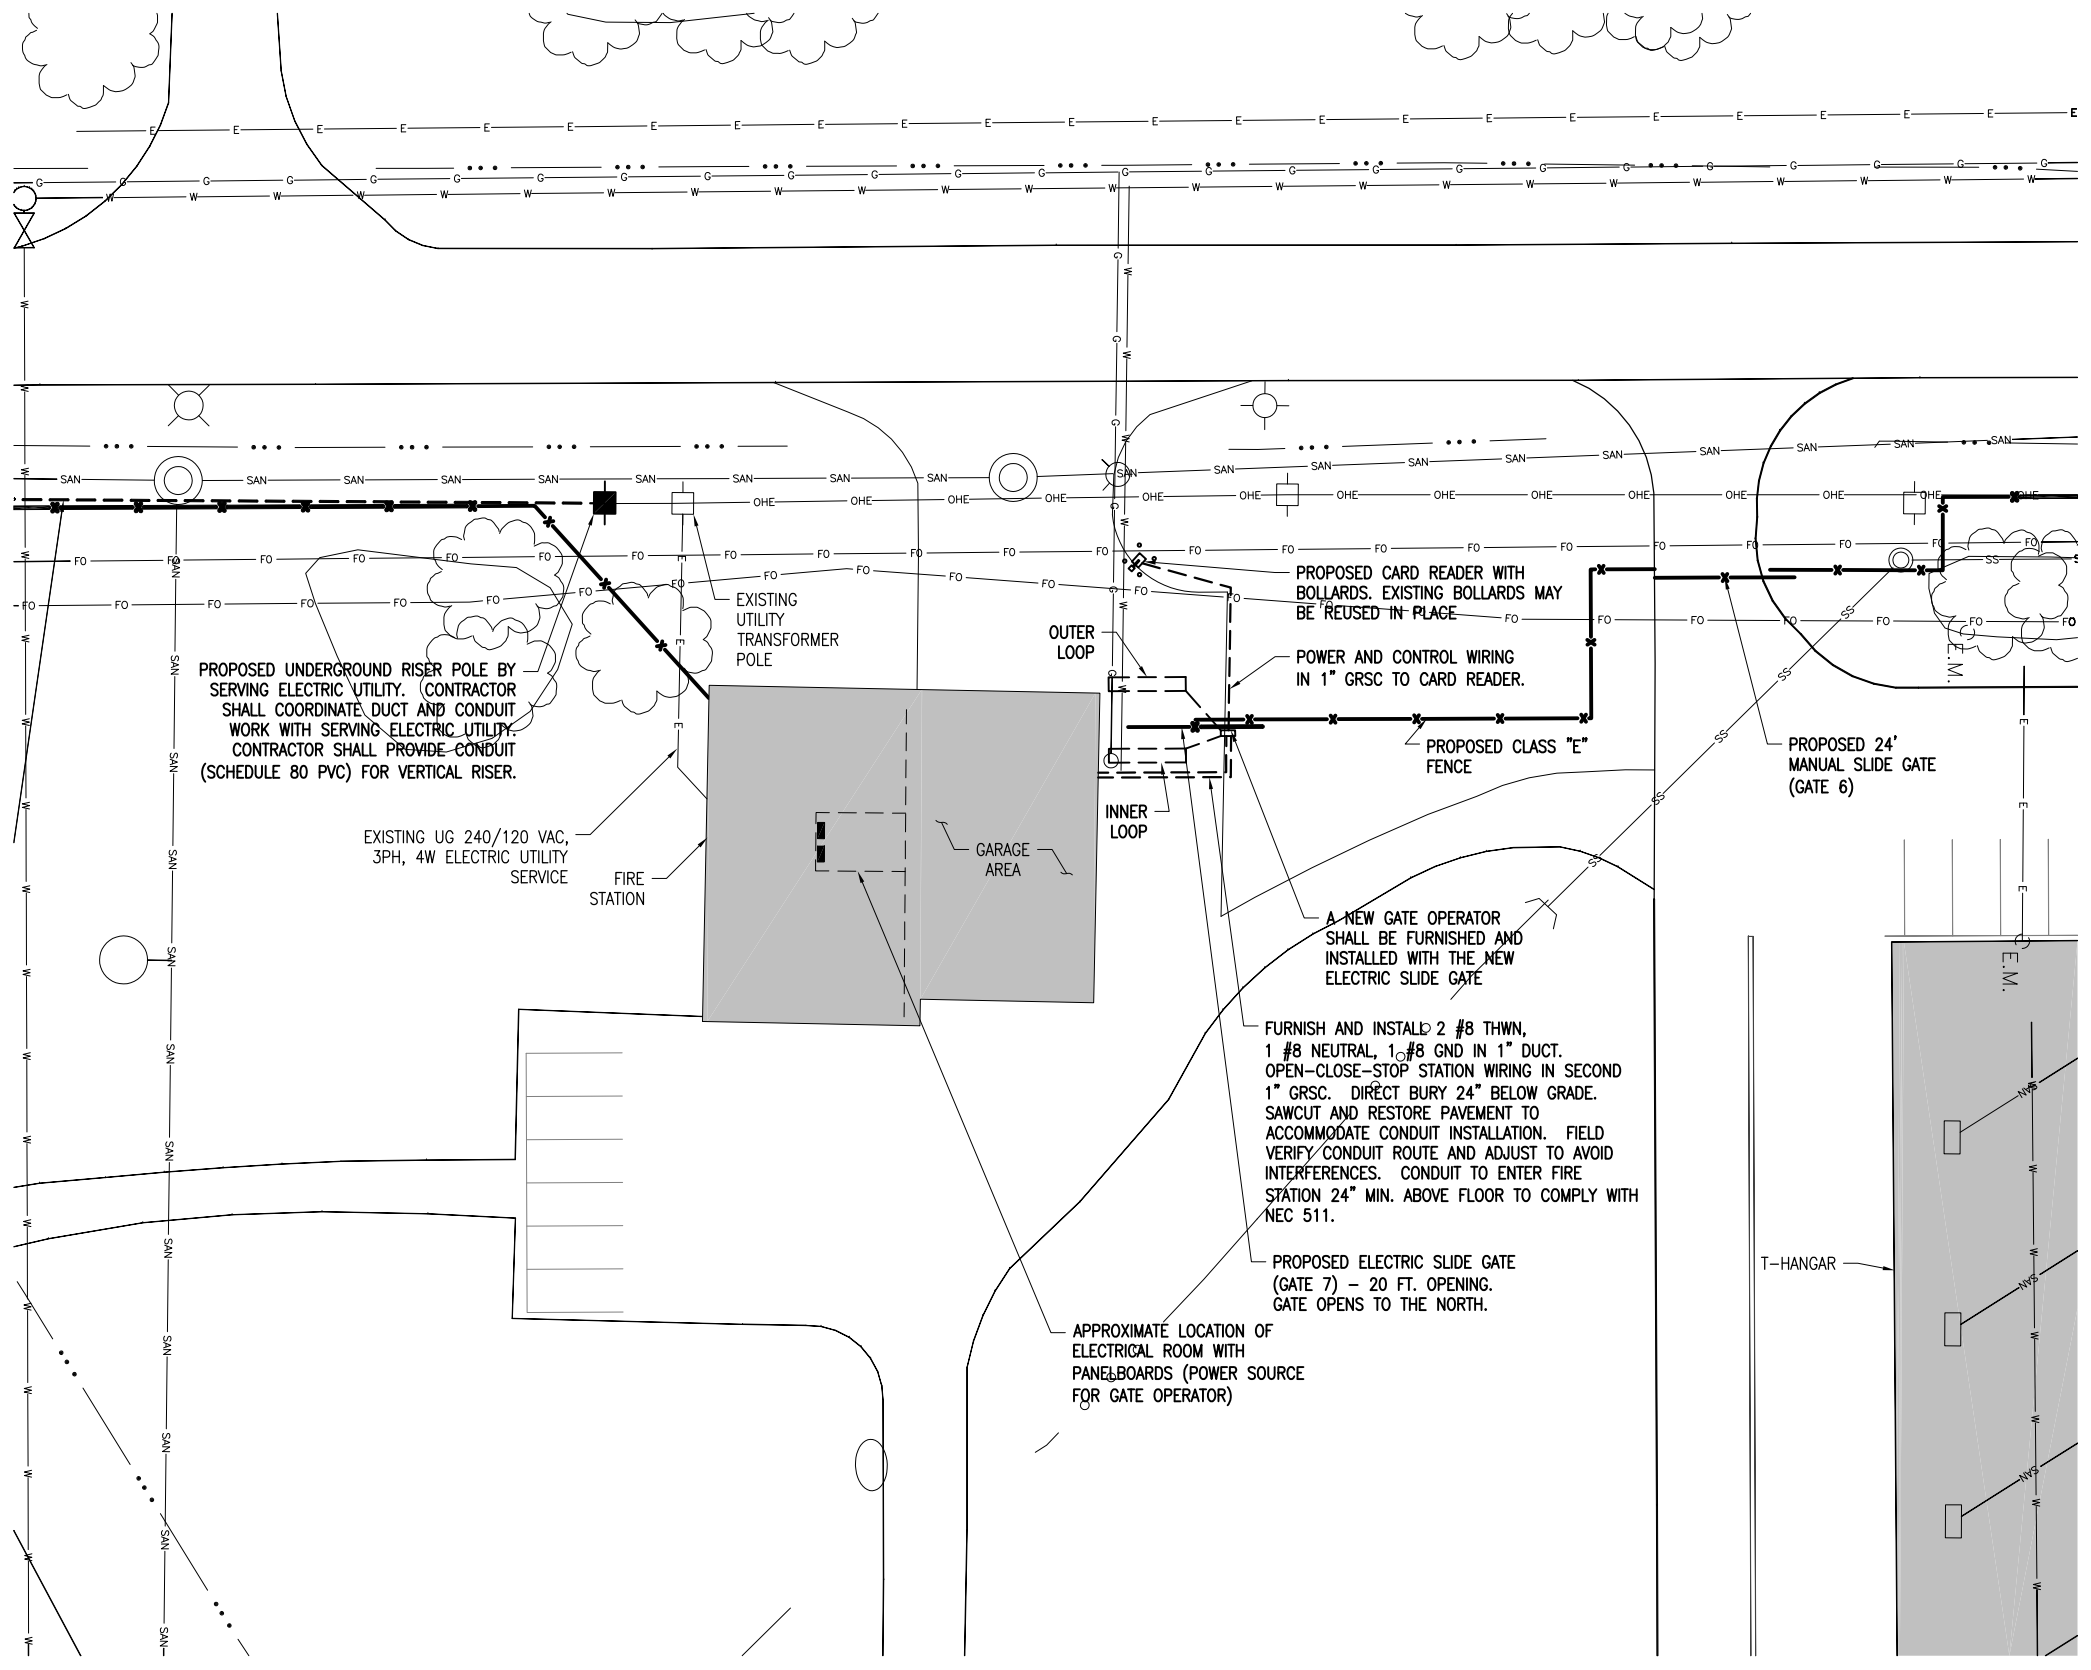 PROPOSED CARD READER WITH
BOLLARDS. EXISTING BOLLARDS MAY
BE REUSED IN PLACE
EXISTING
UTILITY
TRANSFORMER
POLE
OUTER
LOOP
POWER AND CONTROL WIRING
IN 1" GRSC TO CARD READER.
PROPOSED UNDERGROUND RISER POLE BY
SERVING ELECTRIC UTILITY. CONTRACTOR
SHALL COORDINATE DUCT AND CONDUIT
WORK WITH SERVING ELECTRIC UTILITY.
CONTRACTOR SHALL PROVIDE CONDUIT
(SCHEDULE 80 PVC) FOR VERTICAL RISER.
PROPOSED CLASS "E"
FENCE
PROPOSED 24'
MANUAL SLIDE GATE
(GATE 6)
INNER
LOOP
EXISTING UG 240/120 VAC,
3PH, 4W ELECTRIC UTILITY
SERVICE
FIRE
STATION
GARAGE
AREA
A NEW GATE OPERATOR
SHALL BE FURNISHED AND
INSTALLED WITH THE NEW
ELECTRIC SLIDE GATE
FURNISH AND INSTALL 2 #8 THWN,
1 #8 NEUTRAL, 1 #8 GND IN 1" DUCT.
OPEN-CLOSE-STOP STATION WIRING IN SECOND
1" GRSC. DIRECT BURY 24" BELOW GRADE.
SAWCUT AND RESTORE PAVEMENT TO
ACCOMMODATE CONDUIT INSTALLATION. FIELD
VERIFY CONDUIT ROUTE AND ADJUST TO AVOID
INTERFERENCES. CONDUIT TO ENTER FIRE
STATION 24" MIN. ABOVE FLOOR TO COMPLY WITH
NEC 511.
PROPOSED ELECTRIC SLIDE GATE
(GATE 7) - 20 FT. OPENING.
GATE OPENS TO THE NORTH.
T-HANGAR
APPROXIMATE LOCATION OF
ELECTRICAL ROOM WITH
PANELBOARDS (POWER SOURCE
FOR GATE OPERATOR)
E.M.
E.M.